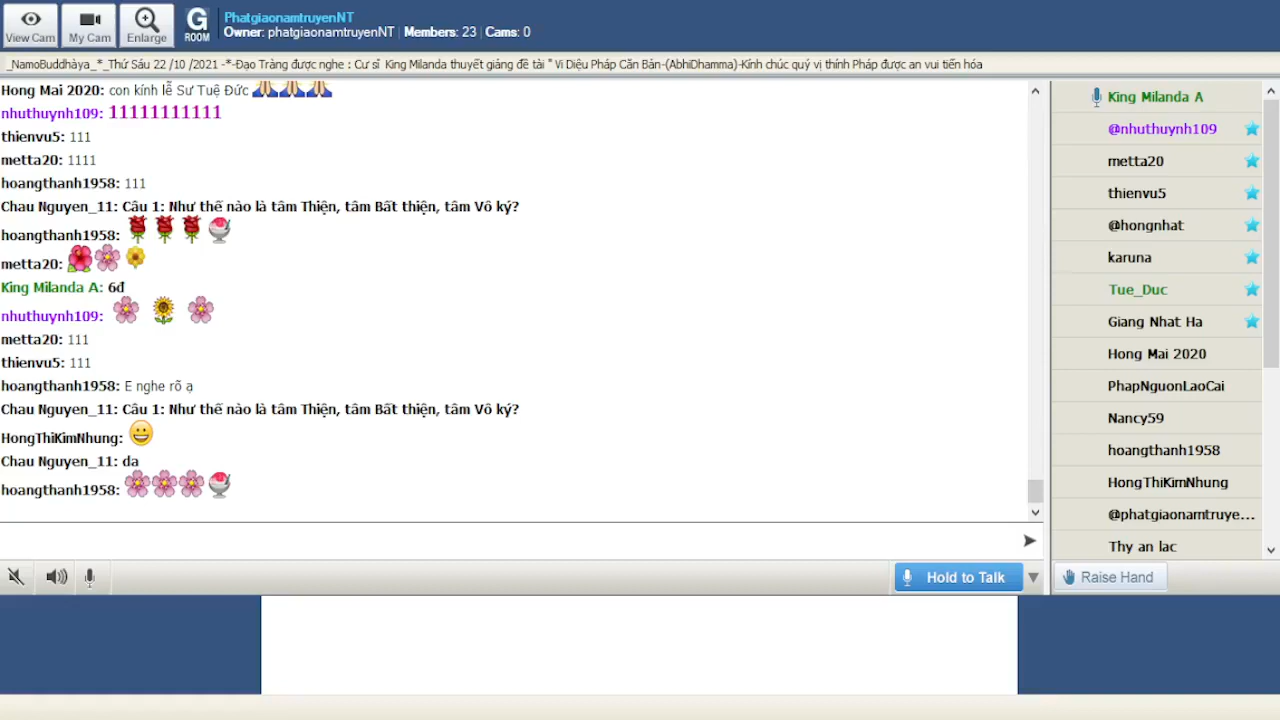 View Cam
My Cam
Enlarge
G
ROOM
PhatgiaonamtruyenNT
Owner: phatgiaonamtruyenNT | Members: 23 | Cams: 0
_NamoBuddhàya_*_Thứ Sáu 22 /10 /2021 -*-Đạo Tràng được nghe : Cư sĩ King Milanda thuyết giảng đề tài " Vi Diệu Pháp Căn Bản-(AbhiDhamma)-Kính chúc quý vị thính Pháp được an vui tiến hóa
Hong Mai 2020: con kính lễ Sư Tuệ Đức
nhuthuynh109: 11111111111
thienvu5: 111
metta20: 1111
hoangthanh1958: 111
Chau Nguyen_11: Câu 1: Như thế nào là tâm Thiện, tâm Bất thiện, tâm Vô ký?
hoangthanh1958:
metta20:
King Milanda A: 6đ
nhuthuynh109:
metta20: 111
thienvu5: 111
hoangthanh1958: E nghe rõ ạ
Chau Nguyen_11: Câu 1: Như thế nào là tâm Thiện, tâm Bất thiện, tâm Vô ký?
HongThiKimNhung:
Chau Nguyen_11: da
hoangthanh1958:
King Milanda A
@nhuthuynh109
metta20
thienvu5
@hongnhat
karuna
Tue_Duc
Giang Nhat Ha
Hong Mai 2020
PhapNguonLaoCai
Nancy59
hoangthanh1958
HongThiKimNhung
@phatgiaonamtruye...
Thy an lac
Hold to Talk
Raise Hand